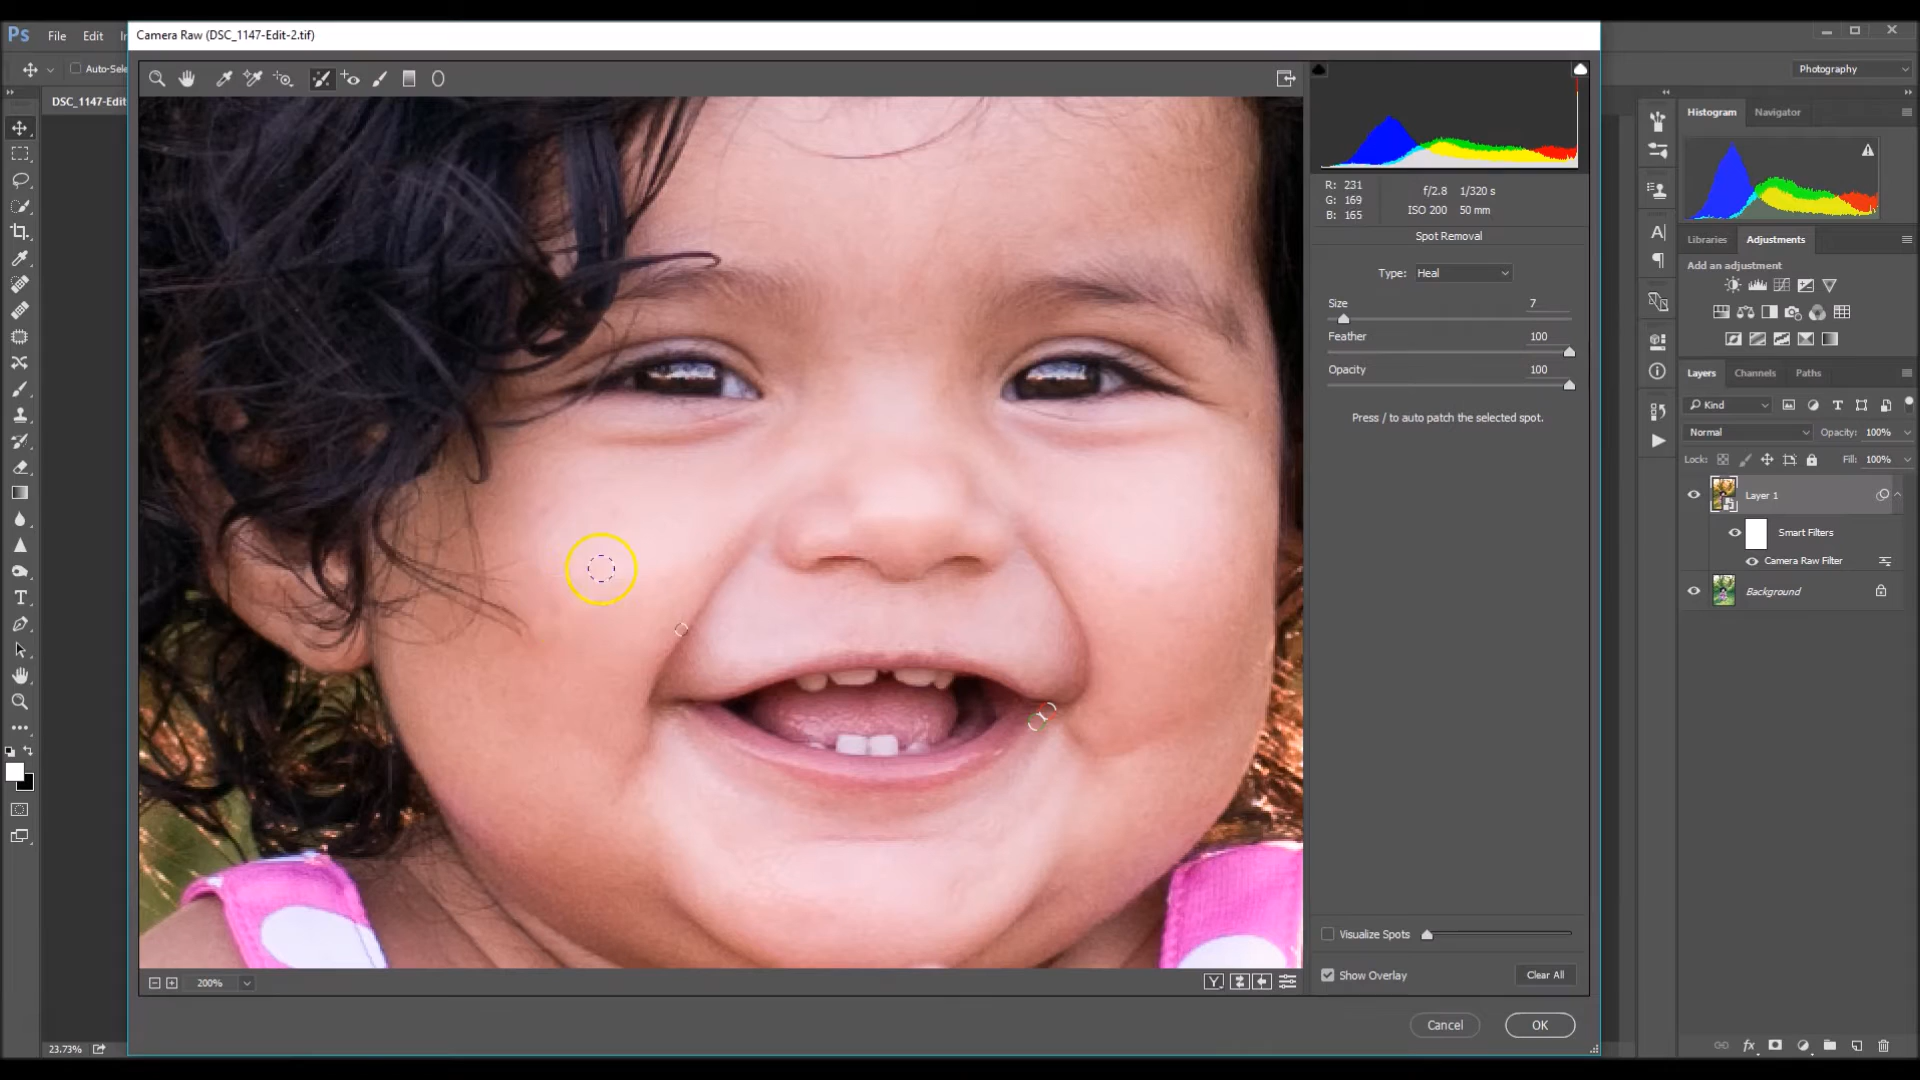 Ps File Edit
Camera Raw (DSC_1147-Edit-2.tif)
Auto-Sele
Photography
DSC_1147-Edit
Histogram Navigator
R: 231
G: 169
B: 165
f/2.8 1/320 s
ISO 200 50 mm
Spot Removal
Type: Heal
Size 7
Feather 100
Opacity 100
Press / to auto patch the selected spot.
Libraries Adjustments
Add an adjustment
Layers Channels Paths
Kind
Normal Opacity: 100%
Lock: Fill: 100%
Layer 1
Smart Filters
Camera Raw Filter
Background
Visualize Spots
Show Overlay Clear All
200%
Cancel OK
23.73%